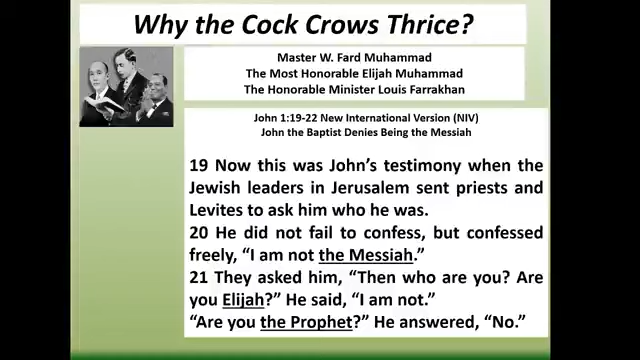 Why the Cock Crows Thrice?
Master W. Fard Muhammad
The Most Honorable Elijah Muhammad
The Honorable Minister Louis Farrakhan
John 1:19-22 New International Version (NIV)
John the Baptist Denies Being the Messiah
19 Now this was John’s testimony when the
Jewish leaders in Jerusalem sent priests and
Levites to ask him who he was.
20 He did not fail to confess, but confessed
freely, “I am not the Messiah.”
21 They asked him, “Then who are you? Are
you Elijah?” He said, “I am not.”
“Are you the Prophet?” He answered, “No.”